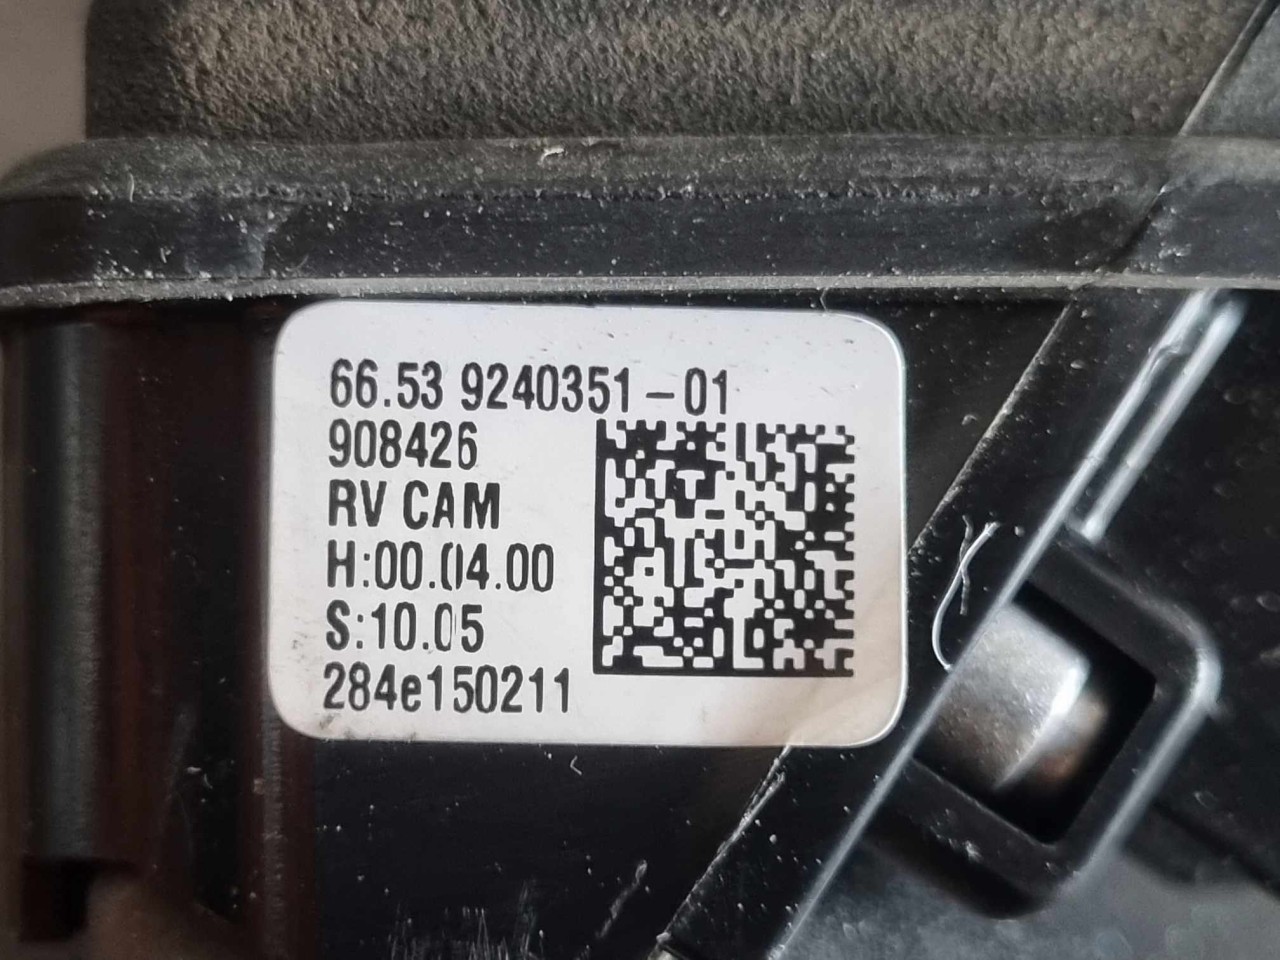 66.53 9240351-01
908426
RV CAM
H:00.04.00
S:10.05
284e150211